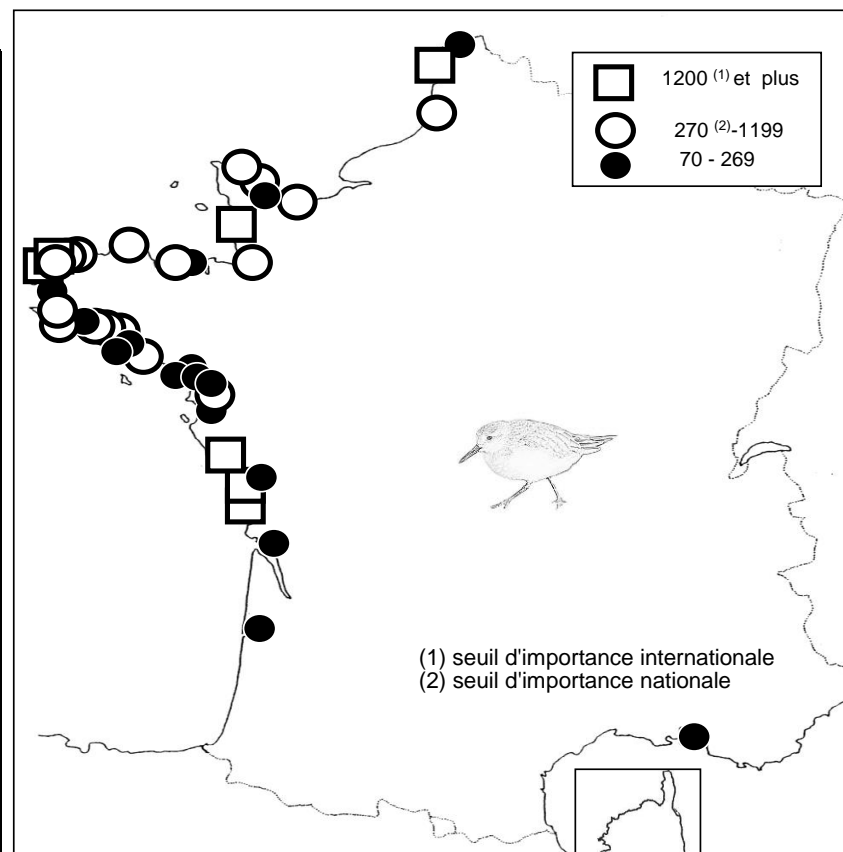 1200 (1) et plus
270 (2)-1199
70 - 269
(1) seuil d'importance internationale
(2) seuil d'importance nationale